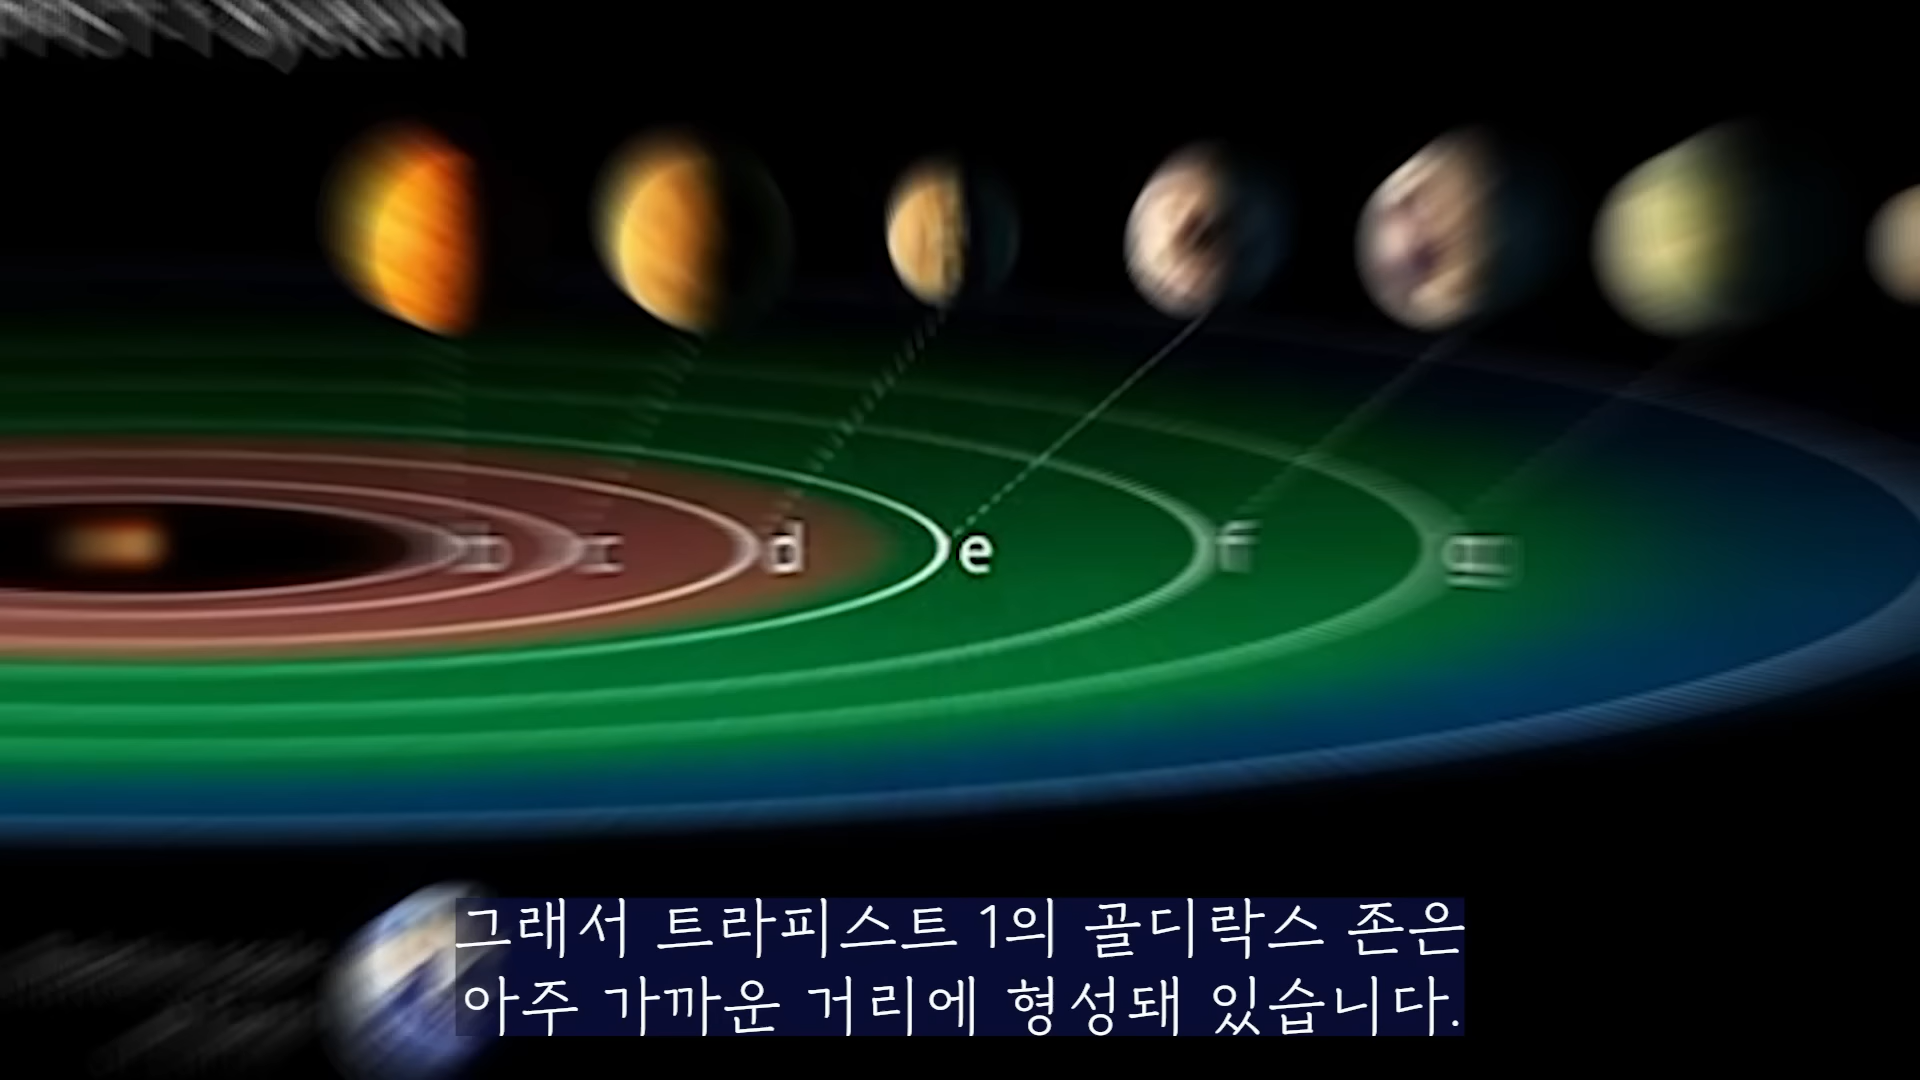 b
c
d
e
f
g
그래서 트라피스트 1의 골디락스 존은
아주 가까운 거리에 형성돼 있습니다.